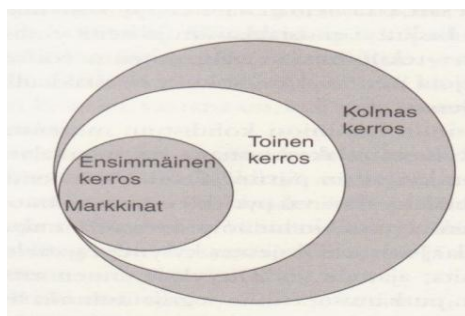 Kolmas
kerros
Toinen
kerros
Ensimmäinen
kerros
Markkinat